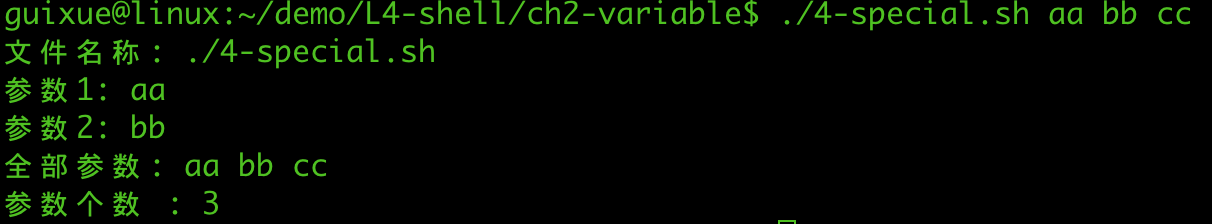 guixue@linux:~/demo/L4-shell/ch2-variable$ ./4-special.sh aa bb cc
文件名称: ./4-special.sh
参数1: aa
参数2: bb
全部参数: aa bb cc
参数个数 : 3